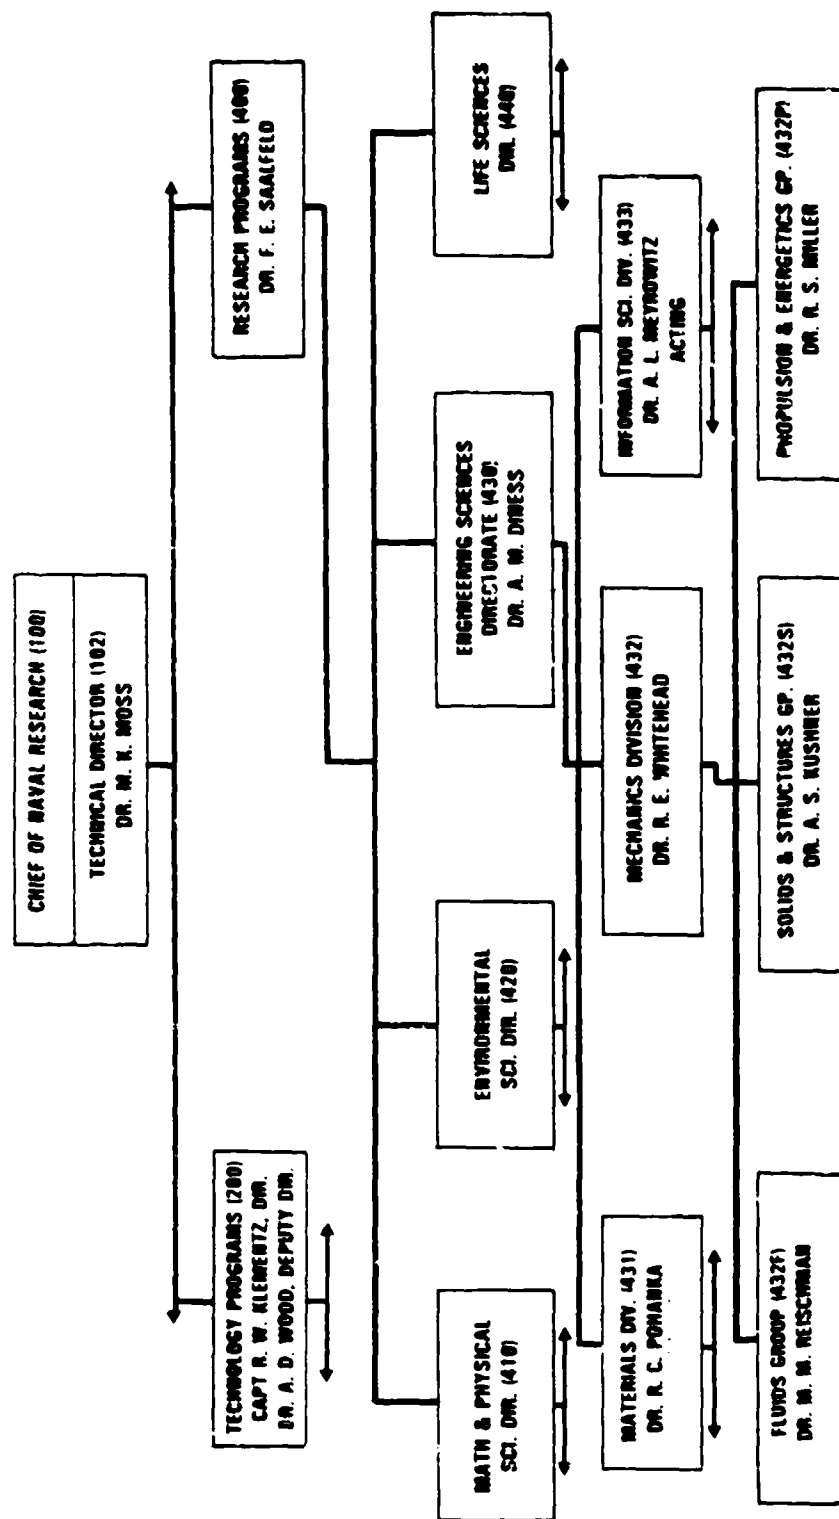 CHIEF OF NAVAL RESEARCH (100)
TECHNICAL DIRECTOR (102)
DR. M. K. MOSS
TECHNOLOGY PROGRAMS (200)
CAPT R. W. KLEMENTZ, DIR.
DR. A. D. WOOD, DEPUTY DIR.
RESEARCH PROGRAMS (400)
DR. F. E. SAALFELD
MATH & PHYSICAL
SCI. DIR. (410)
ENVIRONMENTAL
SCI. DIR. (420)
ENGINEERING SCIENCES
DIRECTORATE (430)
DR. A. M. DINESS
LIFE SCIENCES
DIR. (440)
MATERIALS DIV. (431)
DR. R. C. POHANKA
MECHANICS DIVISION (432)
DR. R. E. WHITEHEAD
INFORMATION SCI. DIV. (433)
DR. A. L. MEYROWITZ
ACTING
FLUIDS GROUP (432F)
DR. M. M. REISCHMAN
SOLIDS & STRUCTURES GP. (432S)
DR. A. S. KUSHNER
PROPULSION & ENERGETICS GP. (432P)
DR. R. S. MILLER